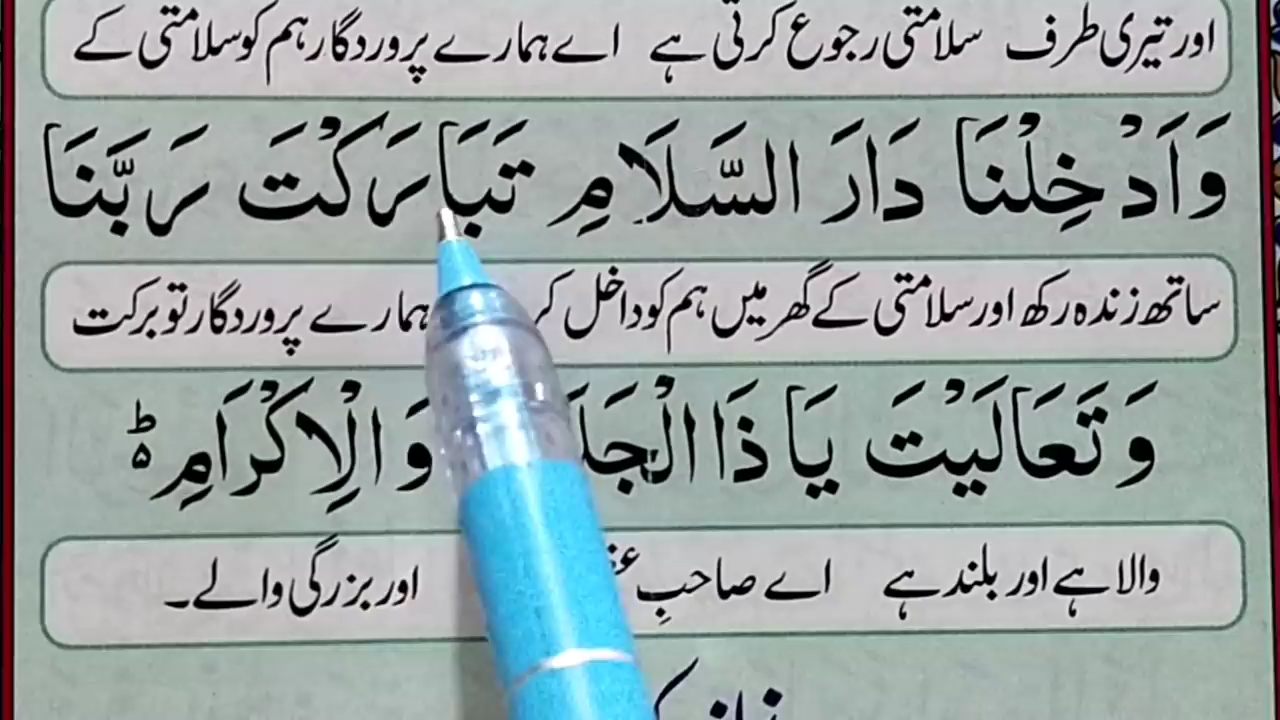 اور تیری طرف سلامتی رجوع کرتی ہے اے ہمارے پروردگار ہم کو سلامتی کے
وَاَدْخِلْنَا دَارَ السَّلَامِ تَبَارَكْتَ رَبَّنَا
ساتھ زندہ رکھ اور سلامتی کے گھر میں ہم کو داخل کر ہمارے پروردگار تو برکت
وَتَعَالَيْتَ يَا ذَا الْجَلَ وَالْاِكْرَامِ ؕ
والا ہے اور بلند ہے اے صاحبِ اور بزرگی والے۔